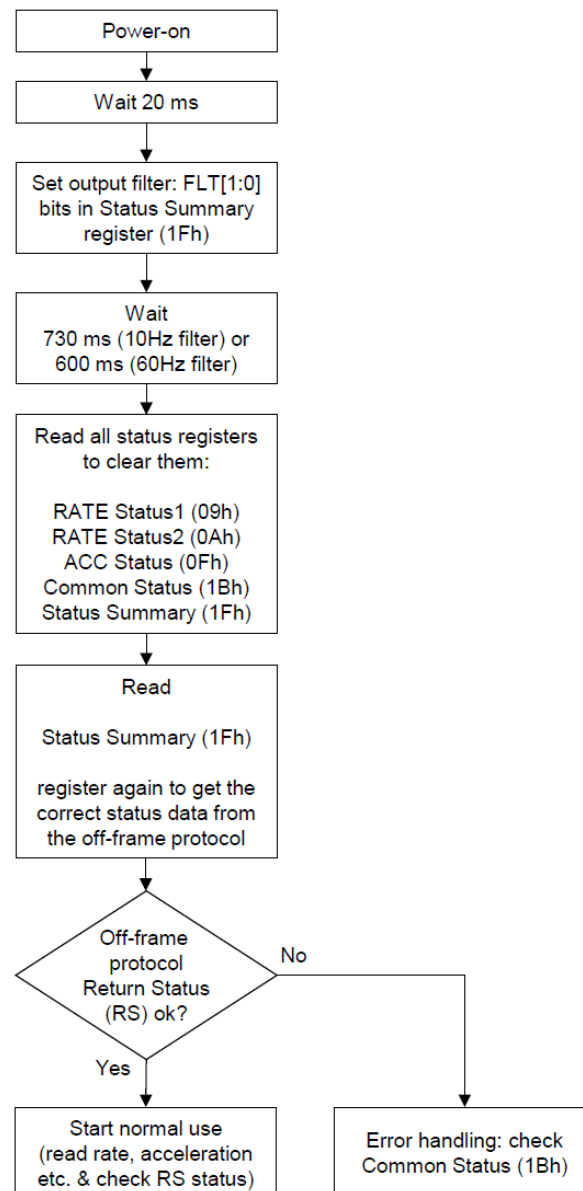 Power-on
Wait 20 ms
Set output filter: FLT[1:0]
bits in Status Summary
register (1Fh)
Wait
730 ms (10Hz filter) or
600 ms (60Hz filter)
Read all status registers
to clear them:
RATE Status1 (09h)
RATE Status2 (0Ah)
ACC Status (0Fh)
Common Status (1Bh)
Status Summary (1Fh)
Read
Status Summary (1Fh)
register again to get the
correct status data from
the off-frame protocol
Off-frame
protocol
Return Status
(RS) ok?
No
Yes
Start normal use
(read rate, acceleration
etc. & check RS status)
Error handling: check
Common Status (1Bh)